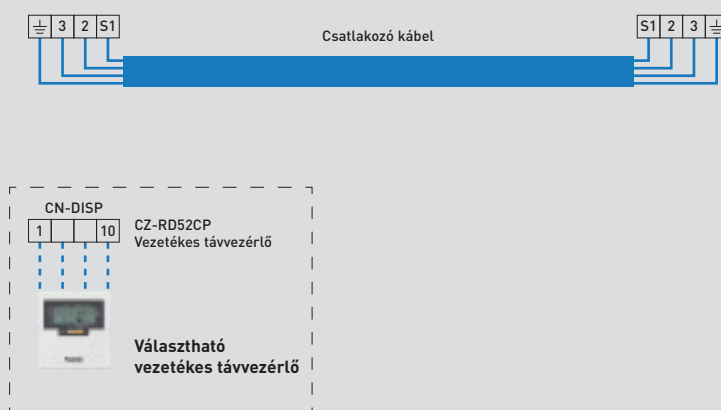 ⏚ 3 2 S1
Csatlakozó kábel
S1 2 3 ⏚
CN-DISP
1 10
CZ-RD52CP
Vezetékes távvezérlő
Választható
vezetékes távvezérlő